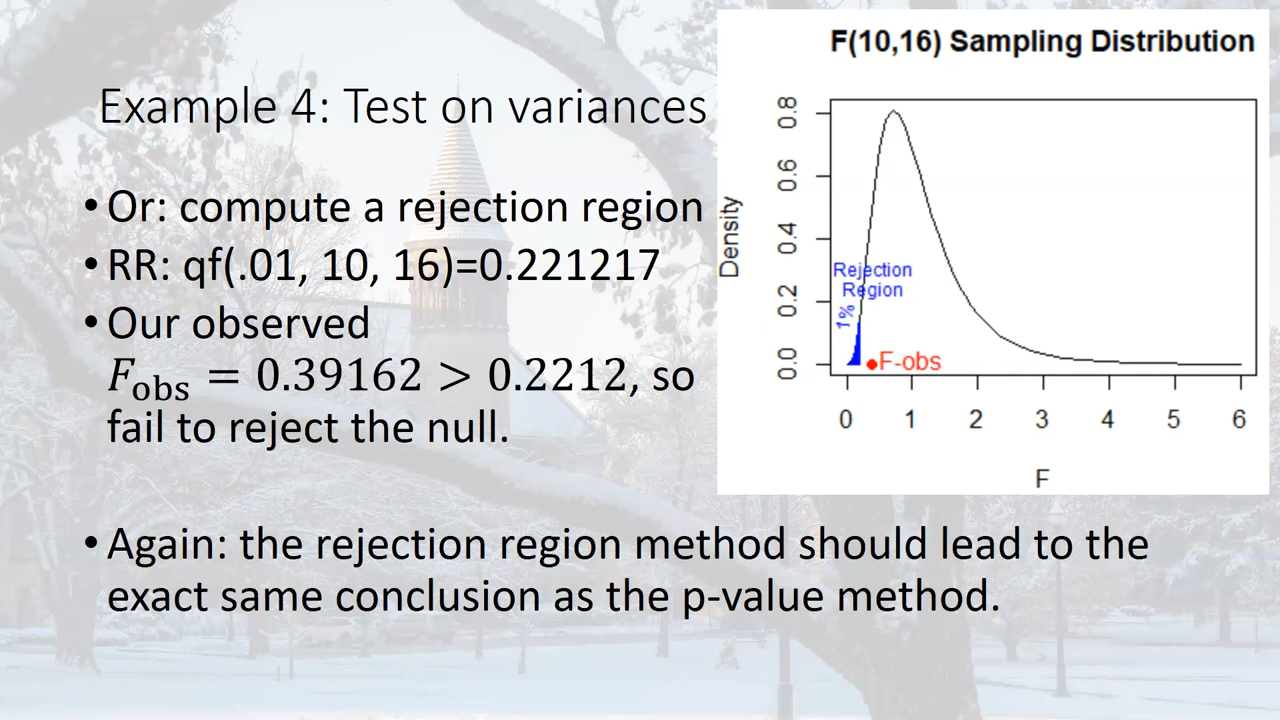 Example 4: Test on variances
• Or: compute a rejection region
• RR: qf(.01, 10, 16)=0.221217
• Our observed
F_obs = 0.39162 > 0.2212, so
fail to reject the null.
• Again: the rejection region method should lead to the
exact same conclusion as the p-value method.
F(10,16) Sampling Distribution
Density
0.8
0.6
0.4
0.2
0.0
Rejection
Region
1%
F-obs
0 1 2 3 4 5 6
F